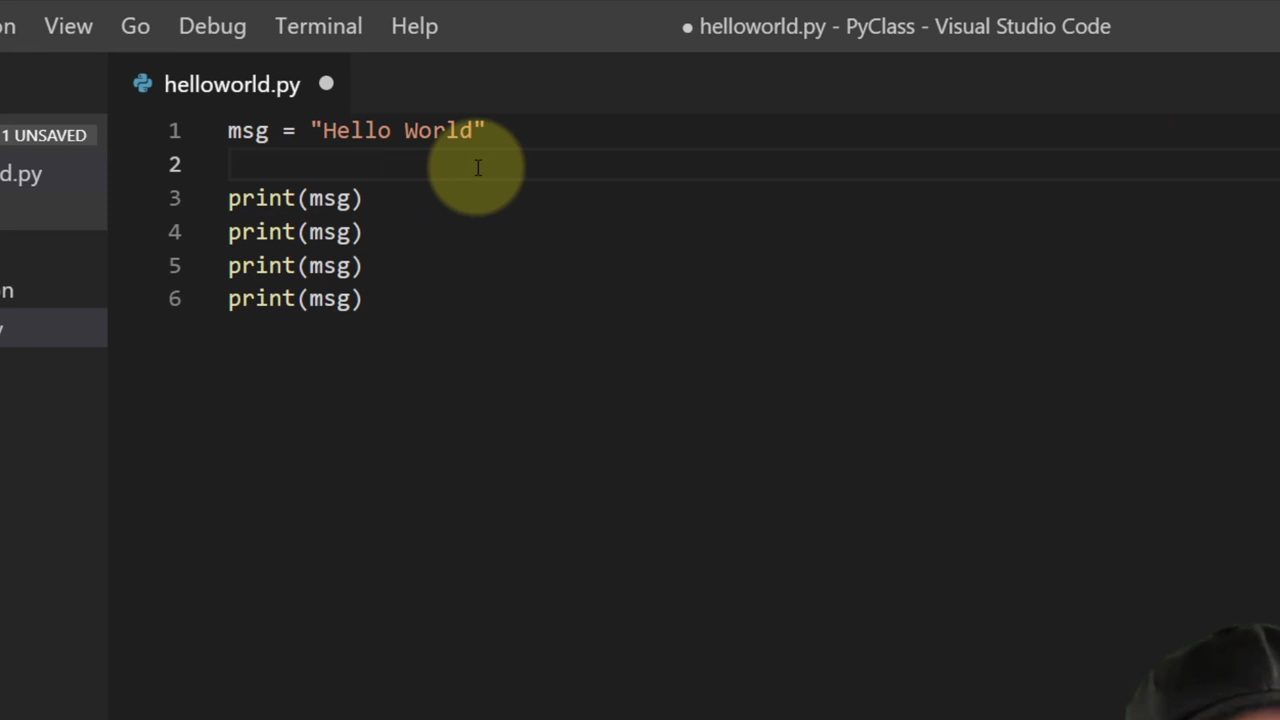 on View Go Debug Terminal Help ● helloworld.py - PyClass - Visual Studio Code
helloworld.py ●
1 UNSAVED
d.py
n
y
1 msg = "Hello World"
2
3 print(msg)
4 print(msg)
5 print(msg)
6 print(msg)